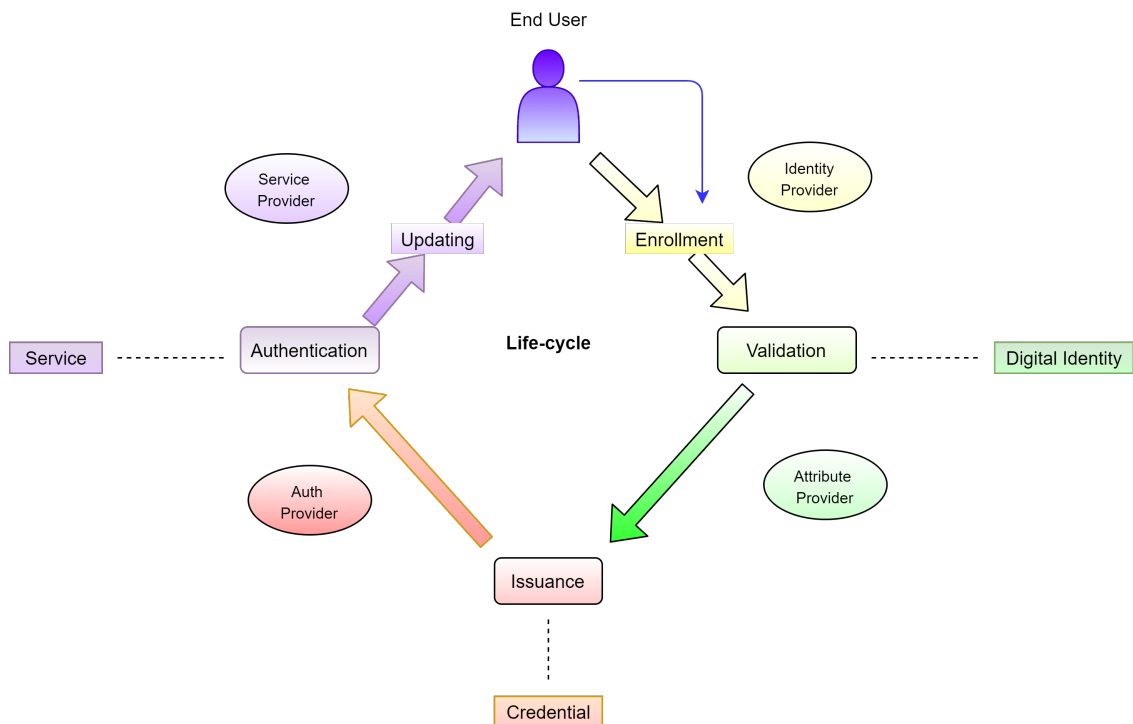 End User
Service
Provider
Identity
Provider
Updating
Enrollment
Life-cycle
Authentication
Validation
Service
Digital Identity
Auth
Provider
Attribute
Provider
Issuance
Credential